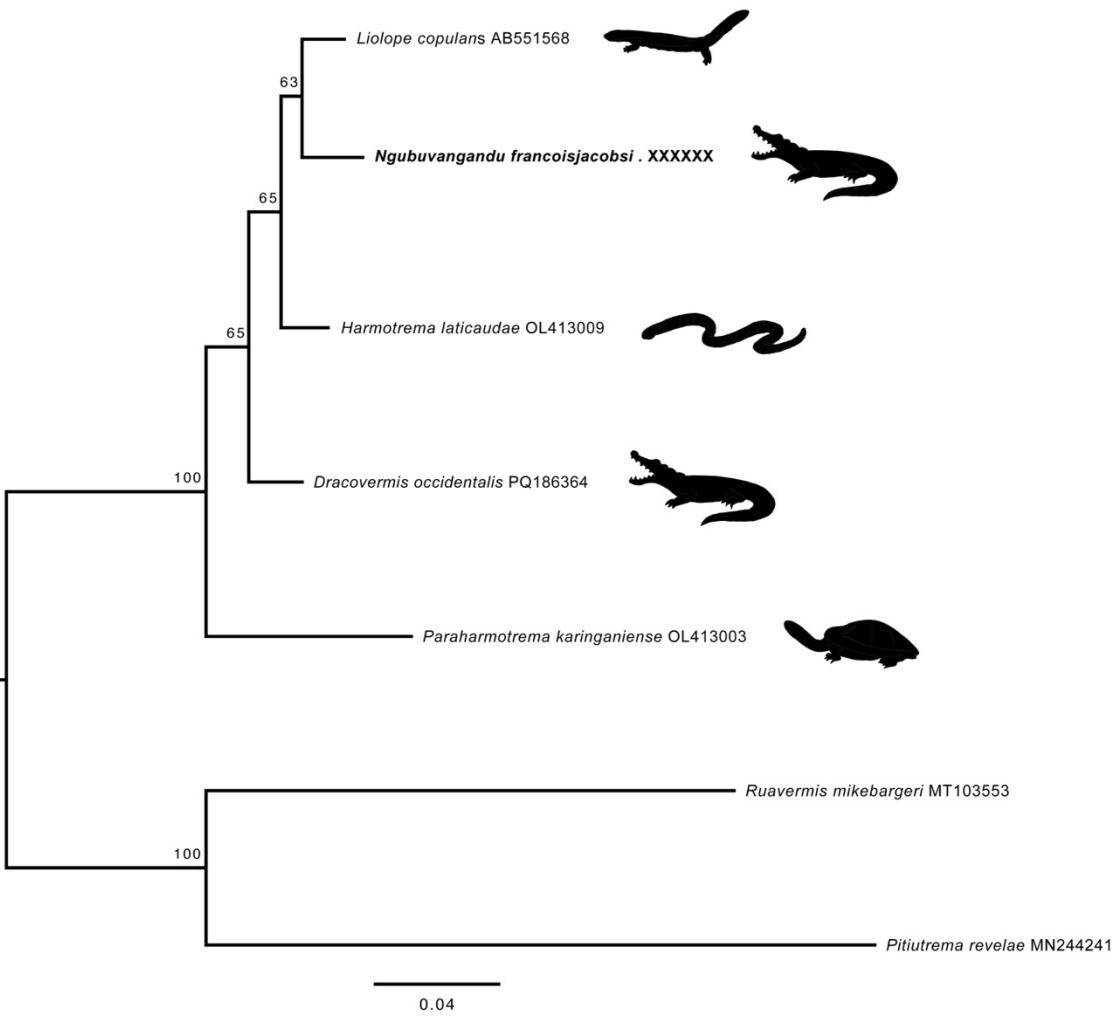 Liolope copulans AB551568
63
Ngubuvangandu francoisjacobsi . XXXXXX
65
Harmotrema laticaudae OL413009
65
Dracovermis occidentalis PQ186364
100
Paraharmotrema karinganiense OL413003
Ruavermis mikebargeri MT103553
100
Pitiutrema revelae MN244241
0.04